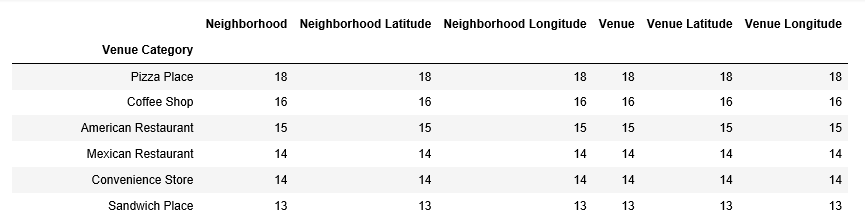 Neighborhood Neighborhood Latitude Neighborhood Longitude Venue Venue Latitude Venue Longitude
Venue Category
Pizza Place 18 18 18 18 18 18
Coffee Shop 16 16 16 16 16 16
American Restaurant 15 15 15 15 15 15
Mexican Restaurant 14 14 14 14 14 14
Convenience Store 14 14 14 14 14 14
Sandwich Place 13 13 13 13 13 13